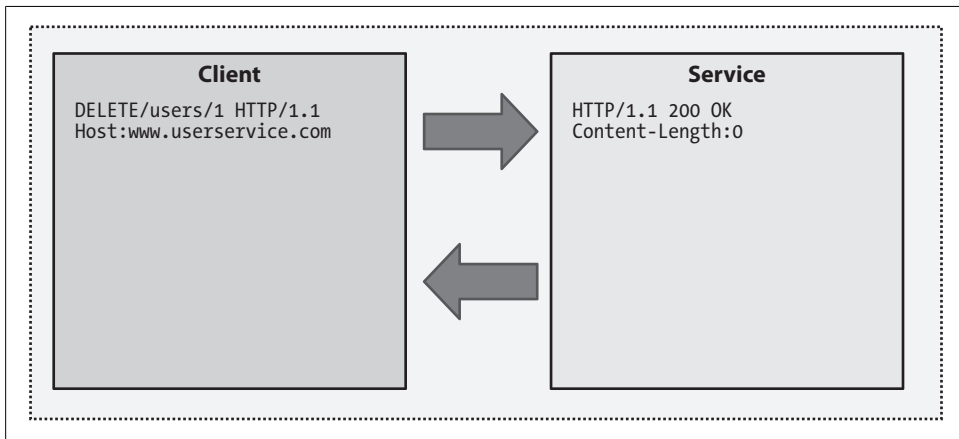 Client
DELETE/users/1 HTTP/1.1
Host:www.userservice.com
Service
HTTP/1.1 200 OK
Content-Length:0